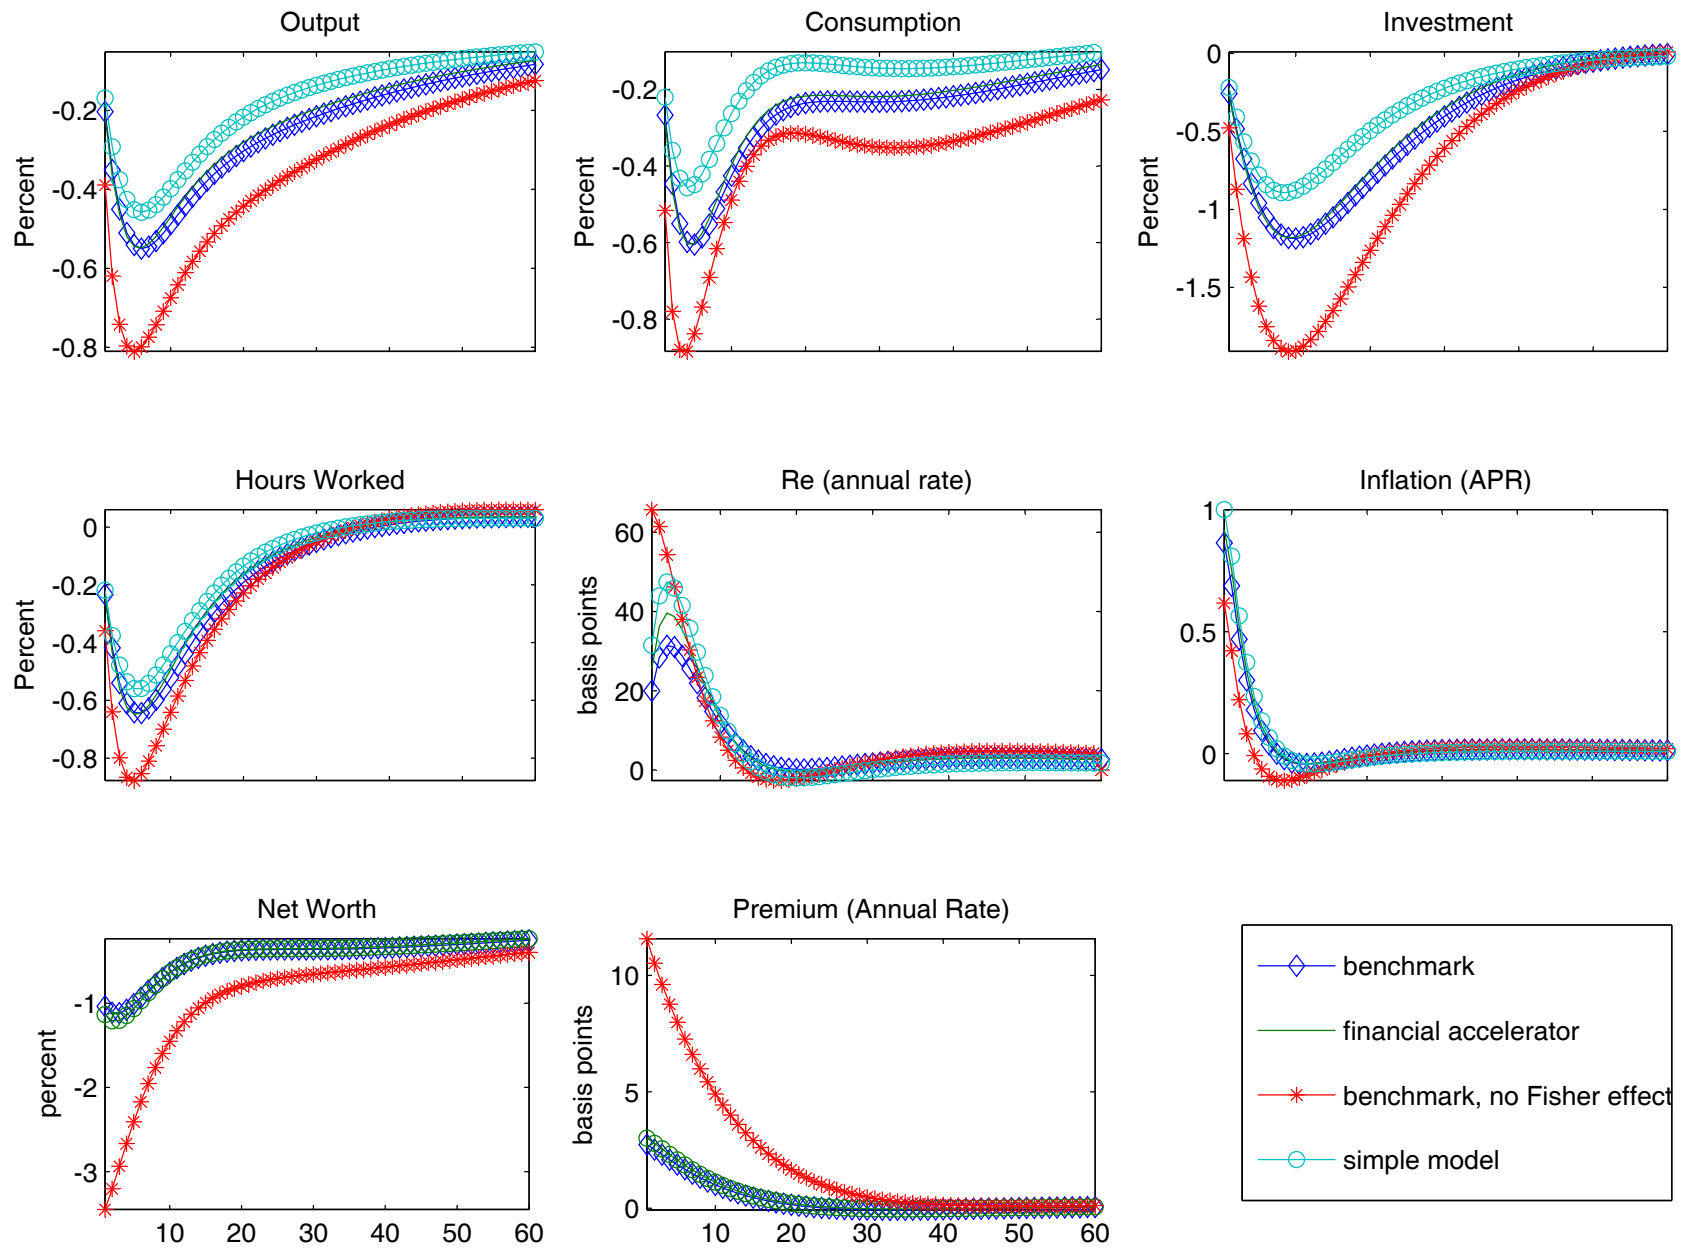 Output
Percent
-0.2
-0.4
-0.6
-0.8
Consumption
Percent
-0.2
-0.4
-0.6
-0.8
Investment
Percent
0
-0.5
-1
-1.5
Hours Worked
Percent
0
-0.2
-0.4
-0.6
-0.8
Re (annual rate)
basis points
60
40
20
0
Inflation (APR)
1
0.5
0
Net Worth
percent
-1
-2
-3
10 20 30 40 50 60
Premium (Annual Rate)
basis points
10
5
0
10 20 30 40 50 60
benchmark
financial accelerator
benchmark, no Fisher effect
simple model